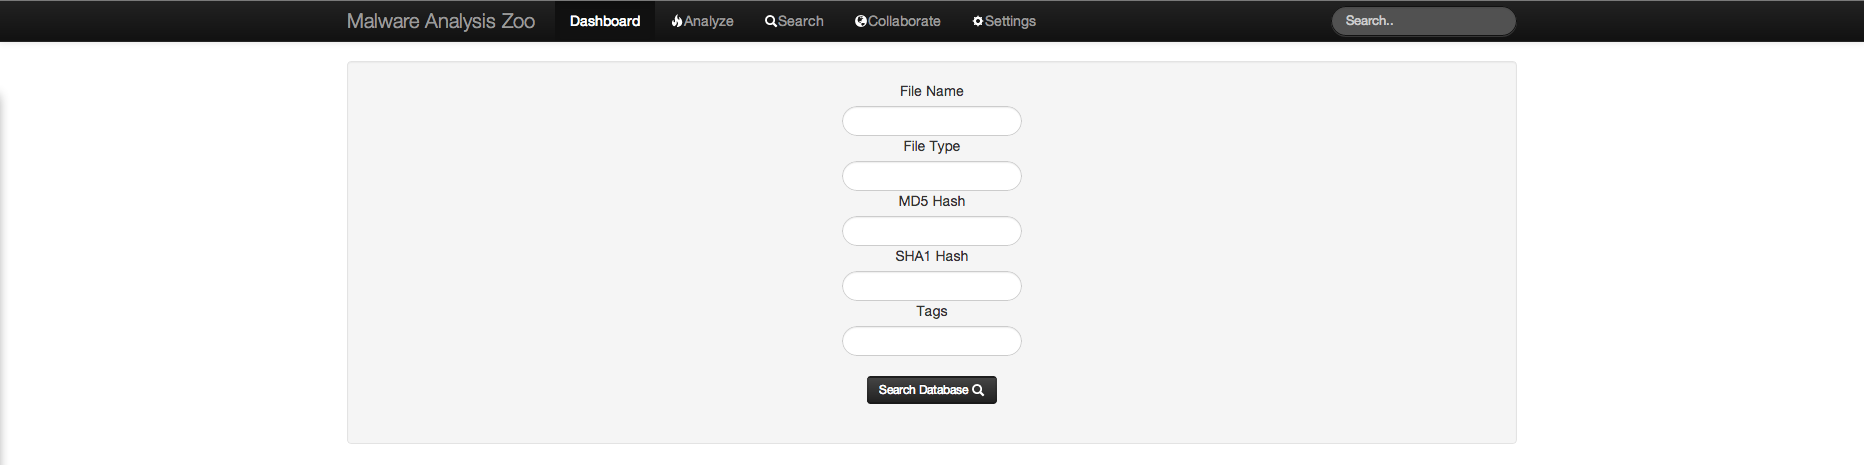 Malware Analysis Zoo Dashboard Analyze Search Collaborate Settings Search..
File Name
File Type
MD5 Hash
SHA1 Hash
Tags
Search Database